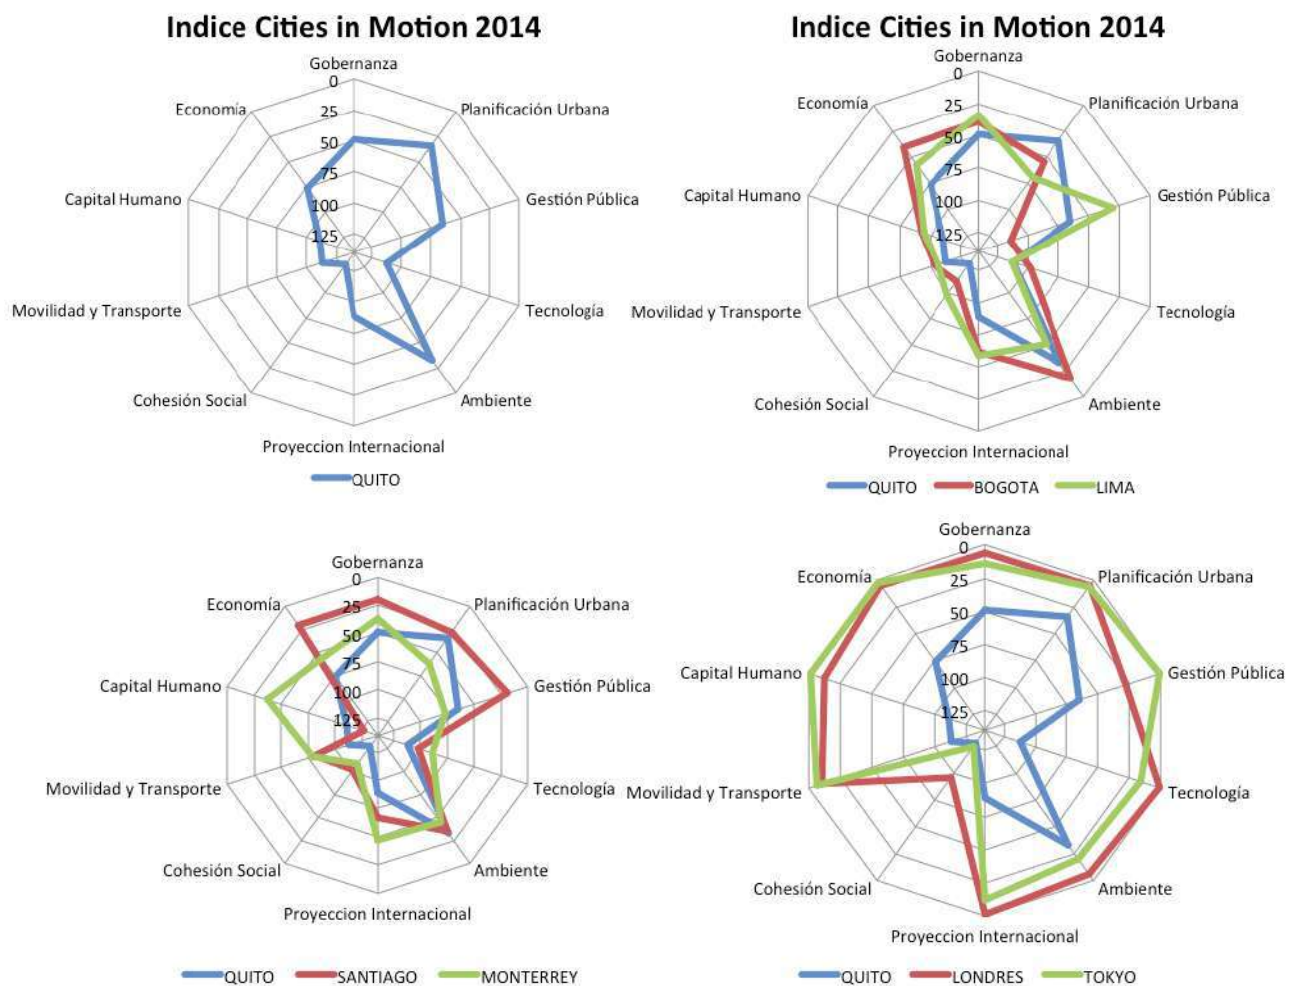 Indice Cities in Motion 2014
Gobernanza
0
25
50
75
100
125
Planificación Urbana
Gestión Pública
Tecnología
Ambiente
Proyeccion Internacional
Cohesión Social
Movilidad y Transporte
Capital Humano
Economía
QUITO
Indice Cities in Motion 2014
Gobernanza
0
25
50
75
100
125
Planificación Urbana
Gestión Pública
Tecnología
Ambiente
Proyeccion Internacional
Cohesión Social
Movilidad y Transporte
Capital Humano
Economía
QUITO BOGOTA LIMA
Gobernanza
0
25
50
75
100
125
Planificación Urbana
Gestión Pública
Tecnología
Ambiente
Proyeccion Internacional
Cohesión Social
Movilidad y Transporte
Capital Humano
Economía
QUITO SANTIAGO MONTERREY
Gobernanza
0
25
50
75
100
125
Planificación Urbana
Gestión Pública
Tecnología
Ambiente
Proyeccion Internacional
Cohesión Social
Movilidad y Transporte
Capital Humano
Economía
QUITO LONDRES TOKYO